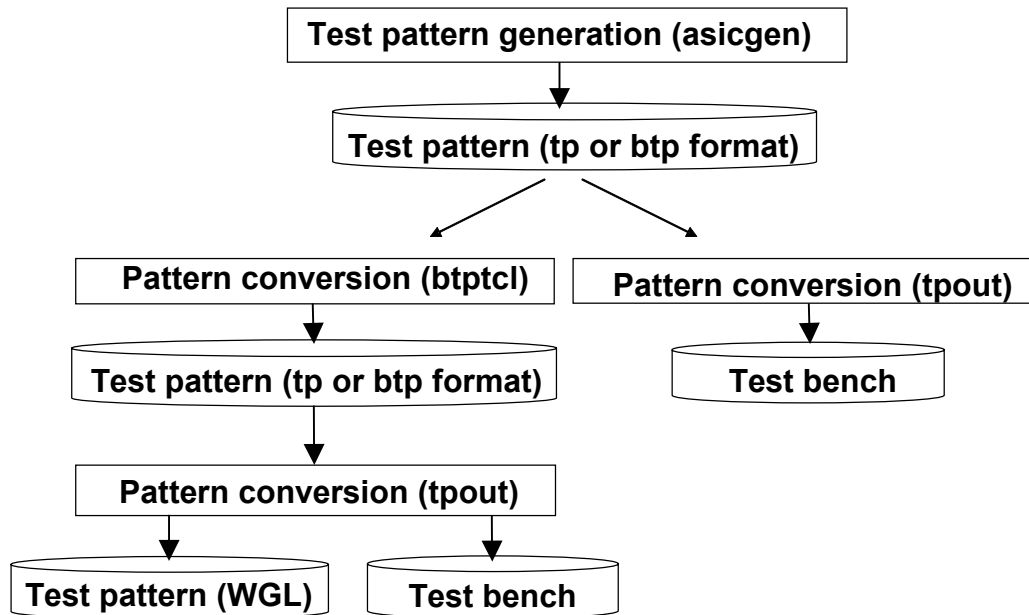 Test pattern generation (asicgen)
Test pattern (tp or btp format)
Pattern conversion (btptcl)
Pattern conversion (tpout)
Test pattern (tp or btp format)
Test bench
Pattern conversion (tpout)
Test pattern (WGL)
Test bench